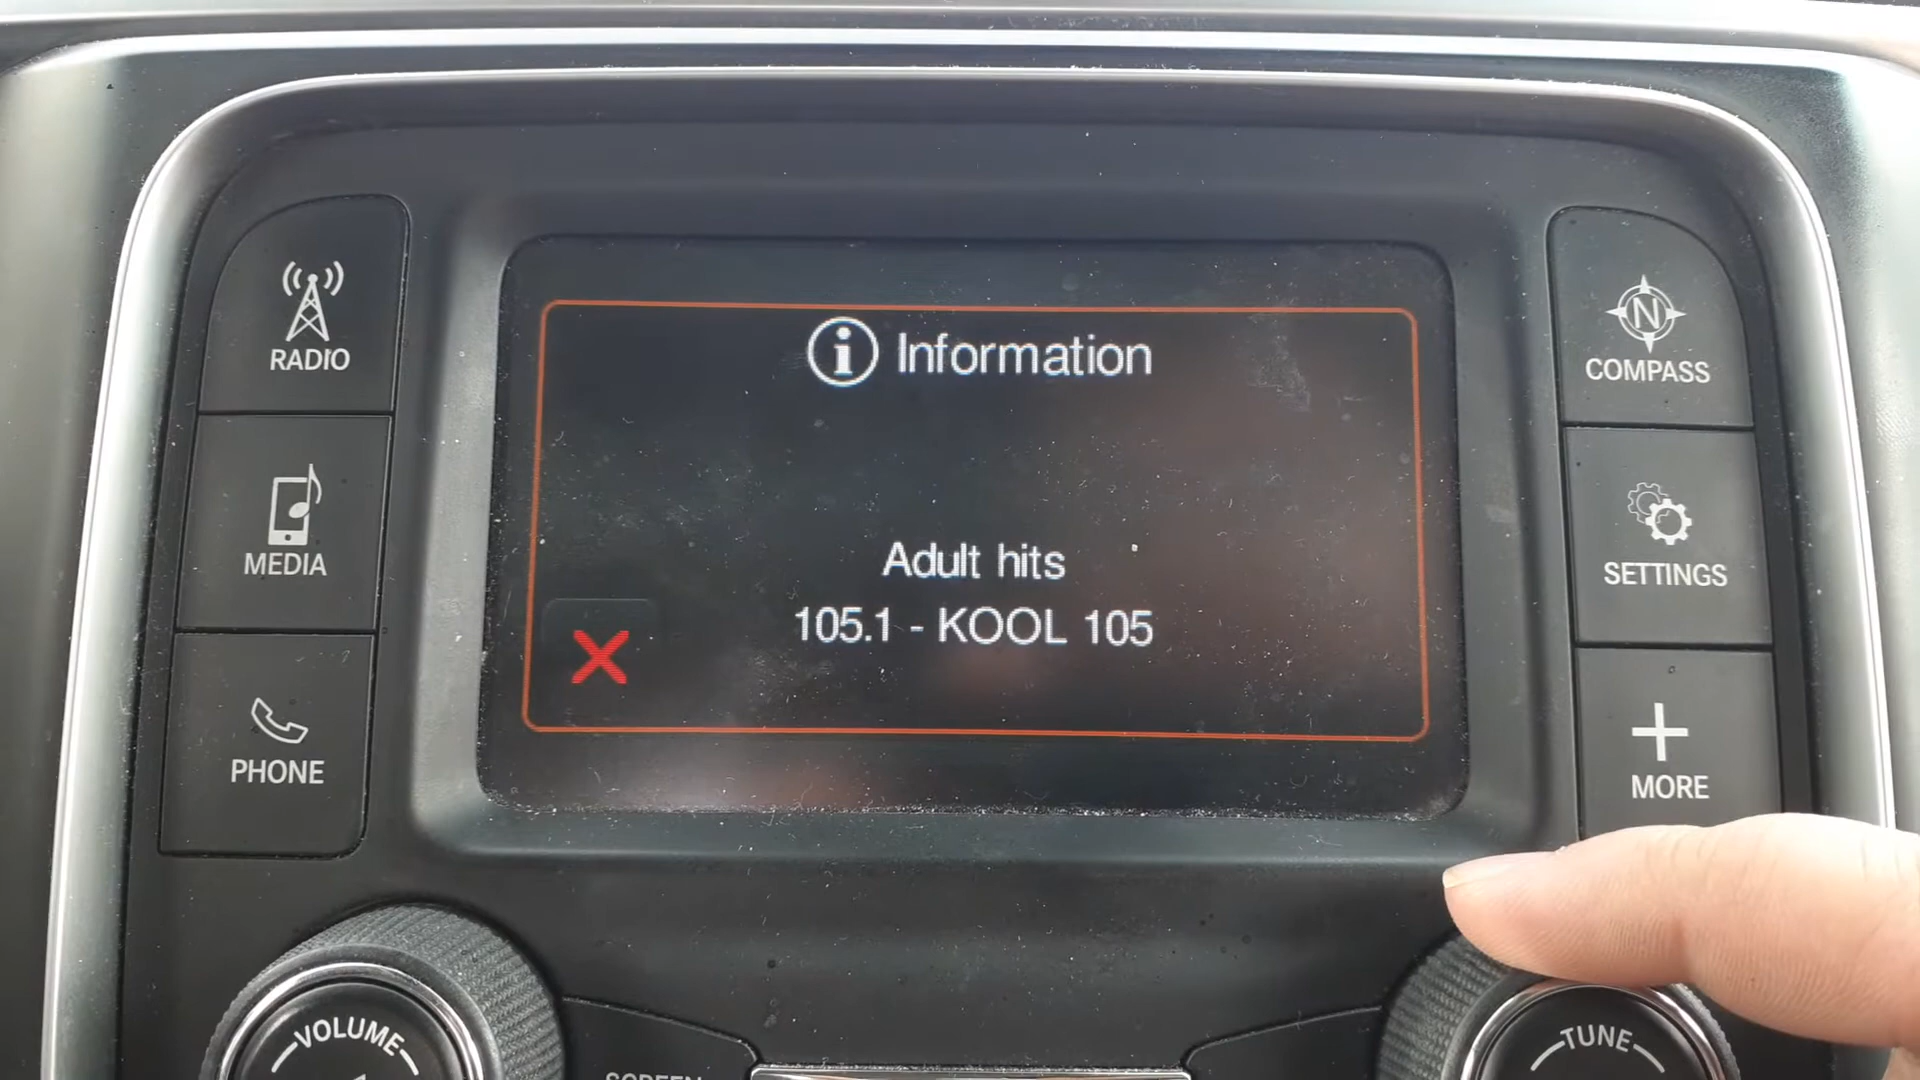 RADIO
MEDIA
PHONE
Information
Adult hits
105.1 - KOOL 105
N
COMPASS
SETTINGS
MORE
VOLUME
SCREEN
TUNE